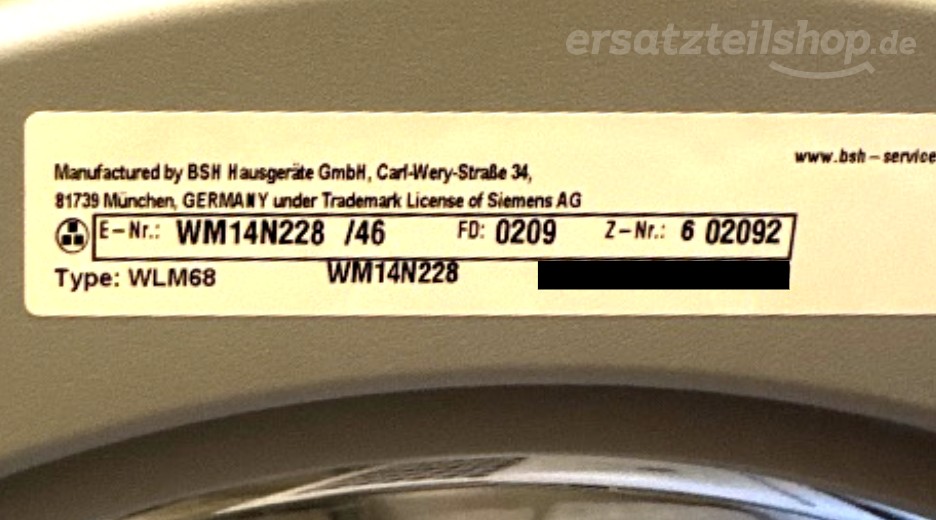 ersatzteilshop.de
www.bsh-service
Manufactured by BSH Hausgeräte GmbH, Carl-Wery-Straße 34,
81739 München, GERMANY under Trademark License of Siemens AG
E-Nr.: WM14N228 /46 FD: 0209 Z-Nr.: 6 02092
Type: WLM68 WM14N228